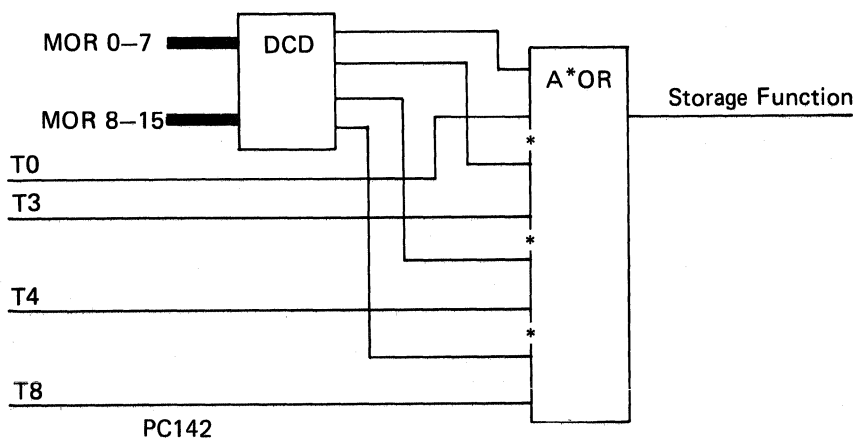 MOR 0–7
DCD
A*OR
Storage Function
MOR 8–15
*
T0
T3
*
T4
*
T8
PC142